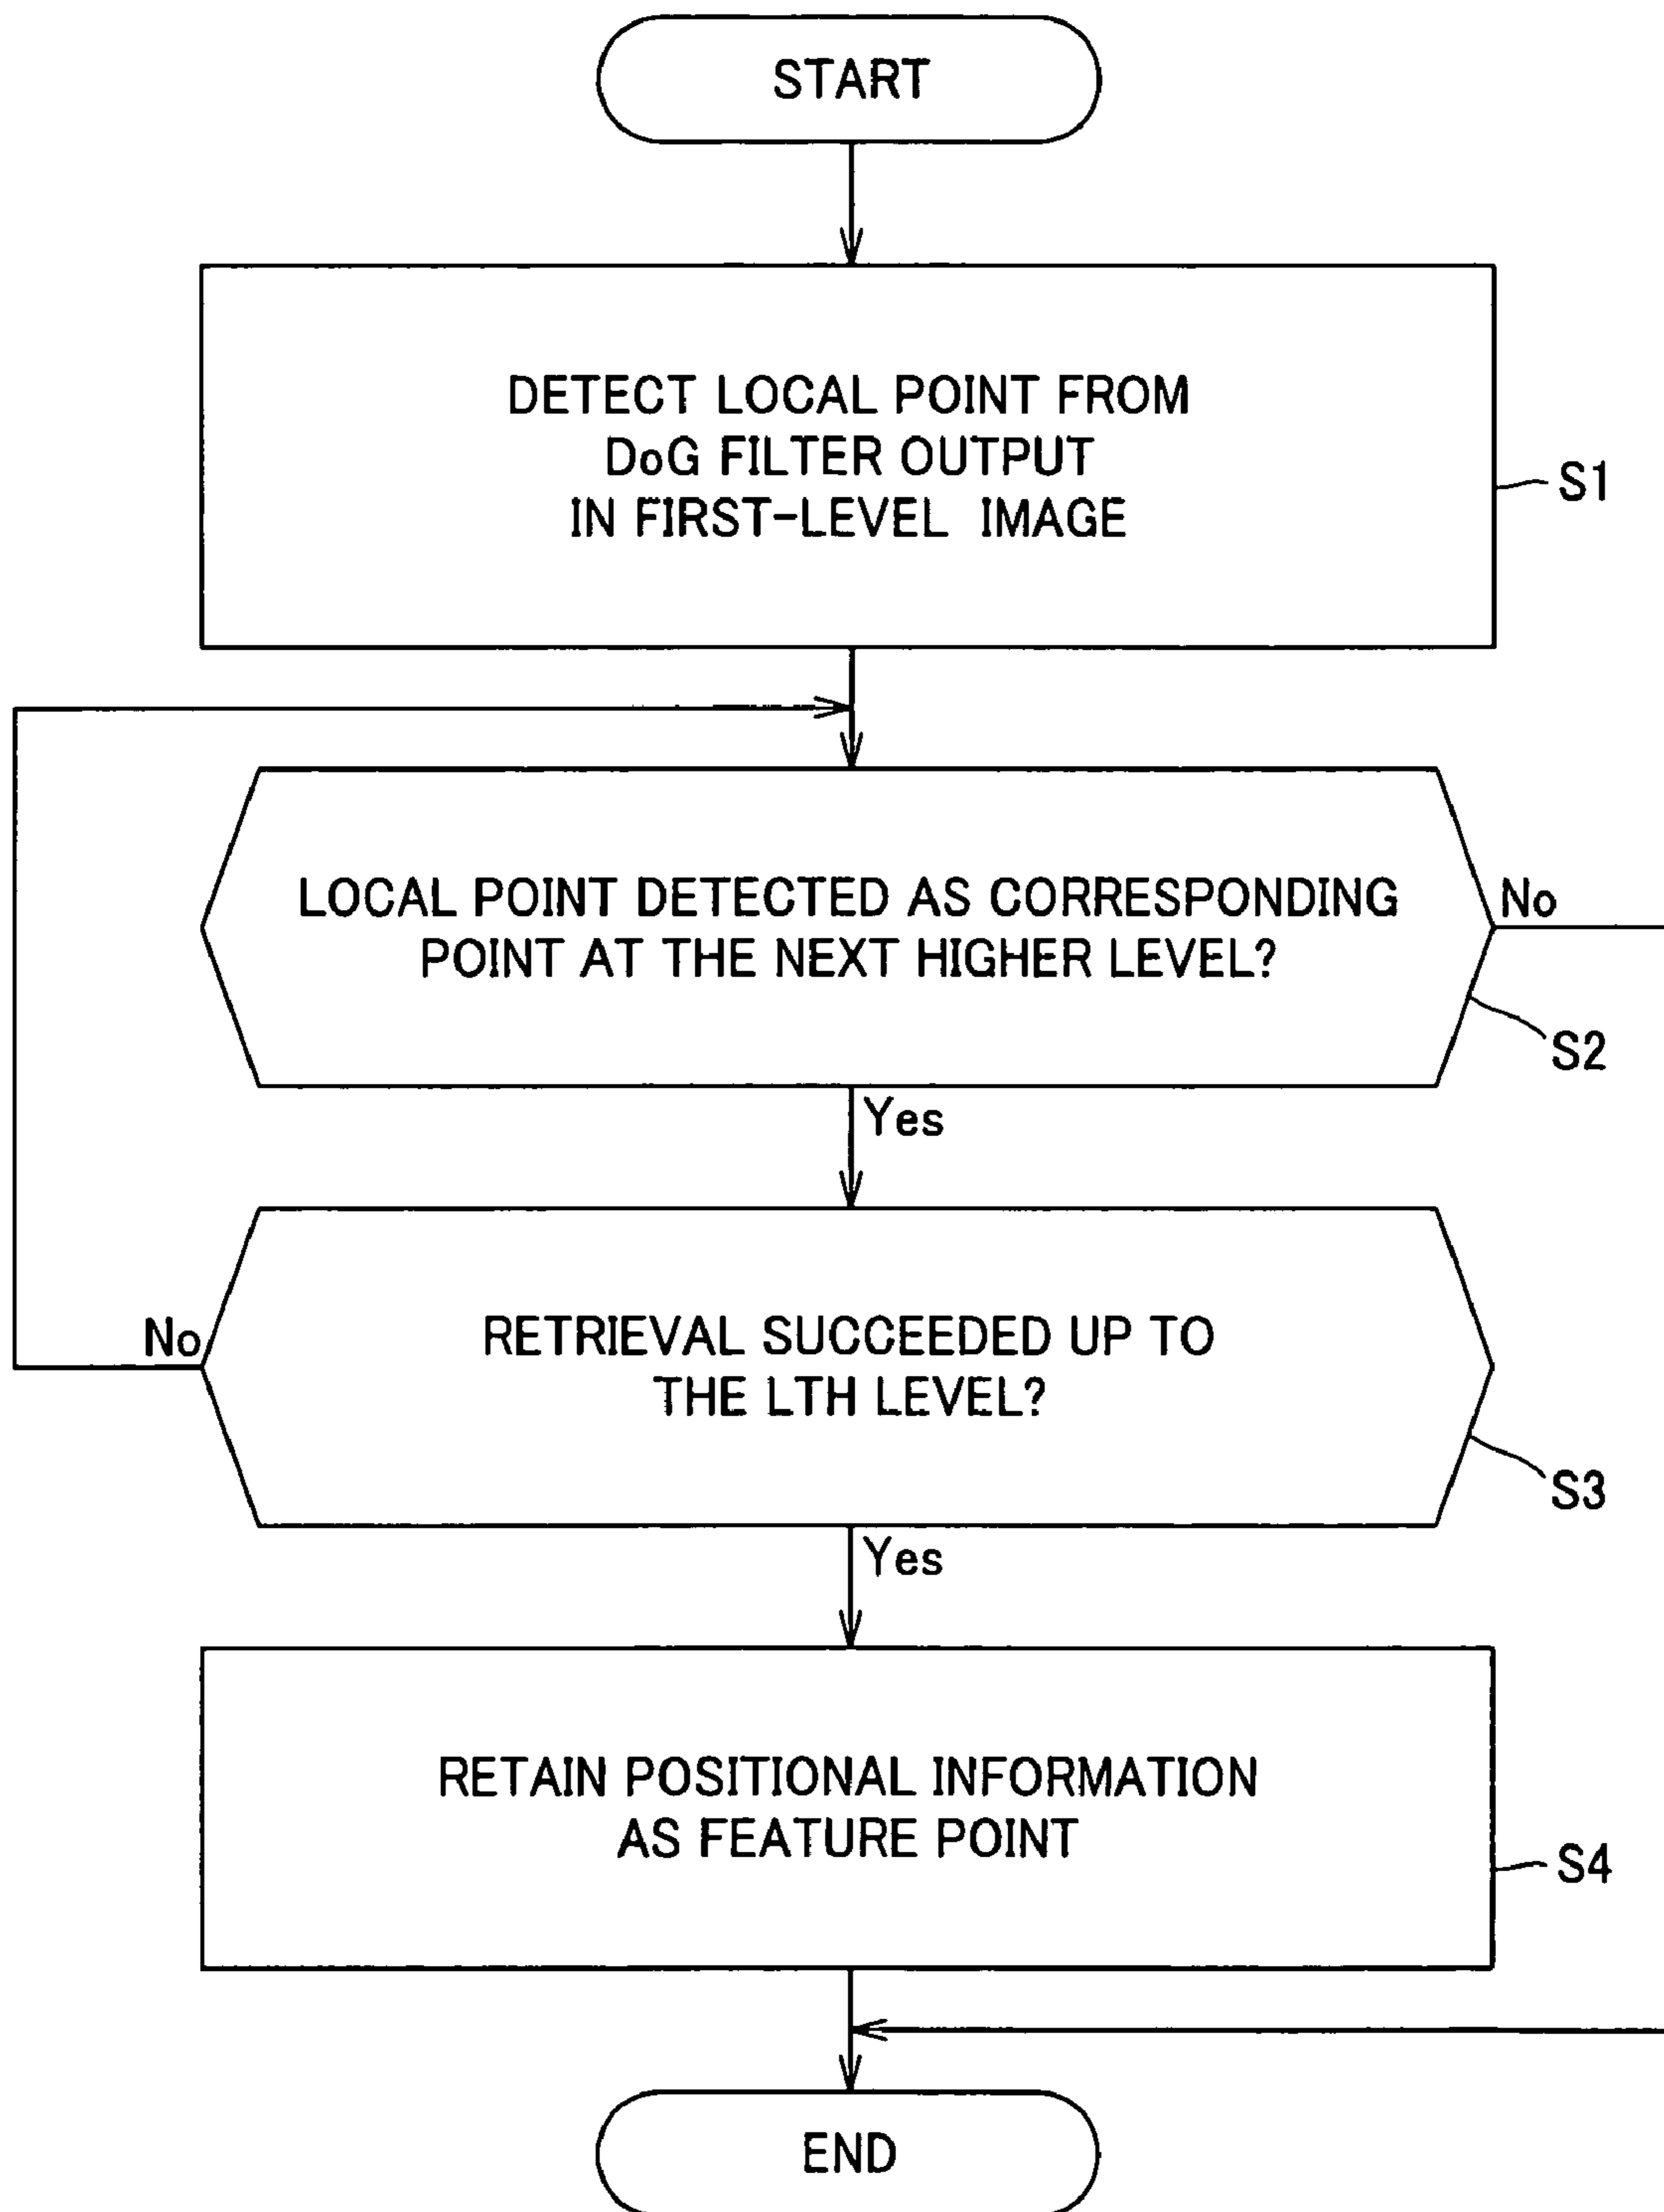 START
DETECT LOCAL POINT FROM
DoG FILTER OUTPUT
IN FIRST-LEVEL IMAGE
S1
LOCAL POINT DETECTED AS CORRESPONDING
POINT AT THE NEXT HIGHER LEVEL?
No
S2
Yes
RETRIEVAL SUCCEEDED UP TO
THE LTH LEVEL?
No
S3
Yes
RETAIN POSITIONAL INFORMATION
AS FEATURE POINT
S4
END